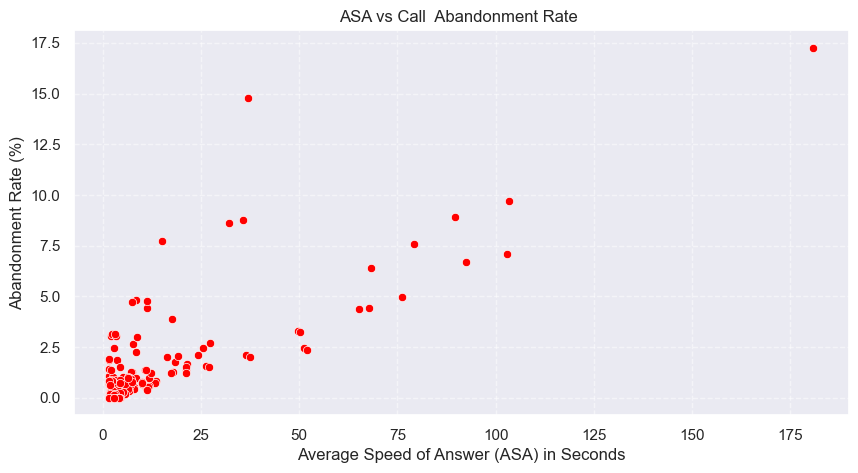 ASA vs Call  Abandonment Rate
Abandonment Rate (%)
17.5
15.0
12.5
10.0
7.5
5.0
2.5
0.0
0 25 50 75 100 125 150 175
Average Speed of Answer (ASA) in Seconds